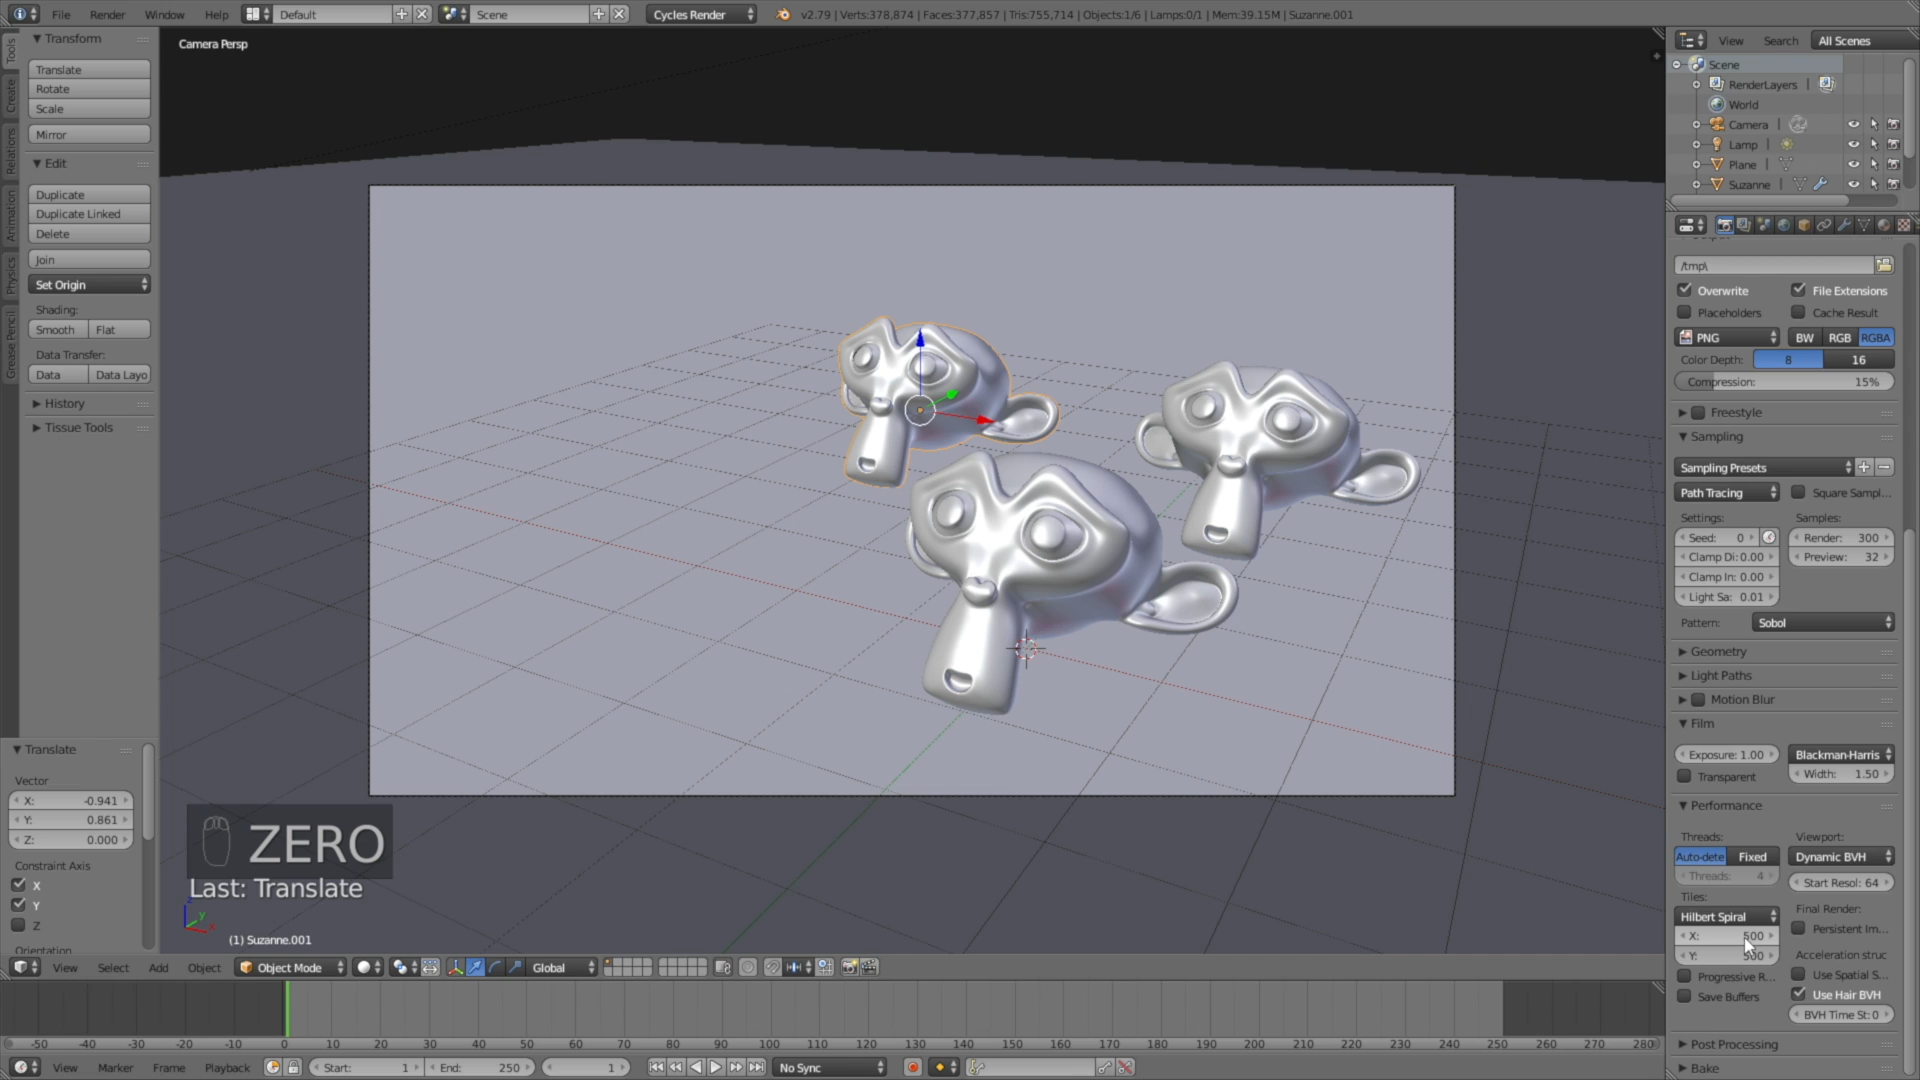 File Render Window Help Default Scene Cycles Render v2.79 | Verts:378,874 | Faces:377,857 | Tris:755,714 | Objects:1/6 | Lamps:0/1 | Mem:39.15M | Suzanne.001
Tools
Create
Relations
Animation
Physics
Grease Pencil
Transform
Translate
Rotate
Scale
Mirror
Edit
Duplicate
Duplicate Linked
Delete
Join
Set Origin
Shading:
Smooth Flat
Data Transfer:
Data Data Layo
History
Tissue Tools
Translate
Vector
X: -0.941
Y: 0.861
Z: 0.000
Constraint Axis
X
Y
Z
Orientation
Camera Persp
ZERO
Last: Translate
z
y
x
(1) Suzanne.001
View Select Add Object Object Mode Global
-50 -40 -30 -20 -10 0 10 20 30 40 50 60 70 80 90 100 110 120 130 140 150 160 170 180 190 200 210 220 230 240 250 260 270 280
View Marker Frame Playback Start: 1 End: 250 1 No Sync
View Search All Scenes
Scene
RenderLayers |
World
Camera |
Lamp |
Plane |
Suzanne |
/tmp\
Overwrite File Extensions
Placeholders Cache Result
PNG BW RGB RGBA
Color Depth: 8 16
Compression: 15%
Freestyle
Sampling
Sampling Presets
Path Tracing Square Sampl...
Settings: Samples:
Seed: 0 Render: 300
Clamp Di: 0.00 Preview: 32
Clamp In: 0.00
Light Sa: 0.01
Pattern: Sobol
Geometry
Light Paths
Motion Blur
Film
Exposure: 1.00 Blackman-Harris
Transparent Width: 1.50
Performance
Threads: Viewport:
Auto-dete Fixed Dynamic BVH
Threads: 4 Start Resol: 64
Tiles: Final Render:
Hilbert Spiral Persistent Im...
X: 500
Y: 500 Acceleration struc
Progressive R... Use Spatial S...
Save Buffers Use Hair BVH
BVH Time St: 0
Post Processing
Bake